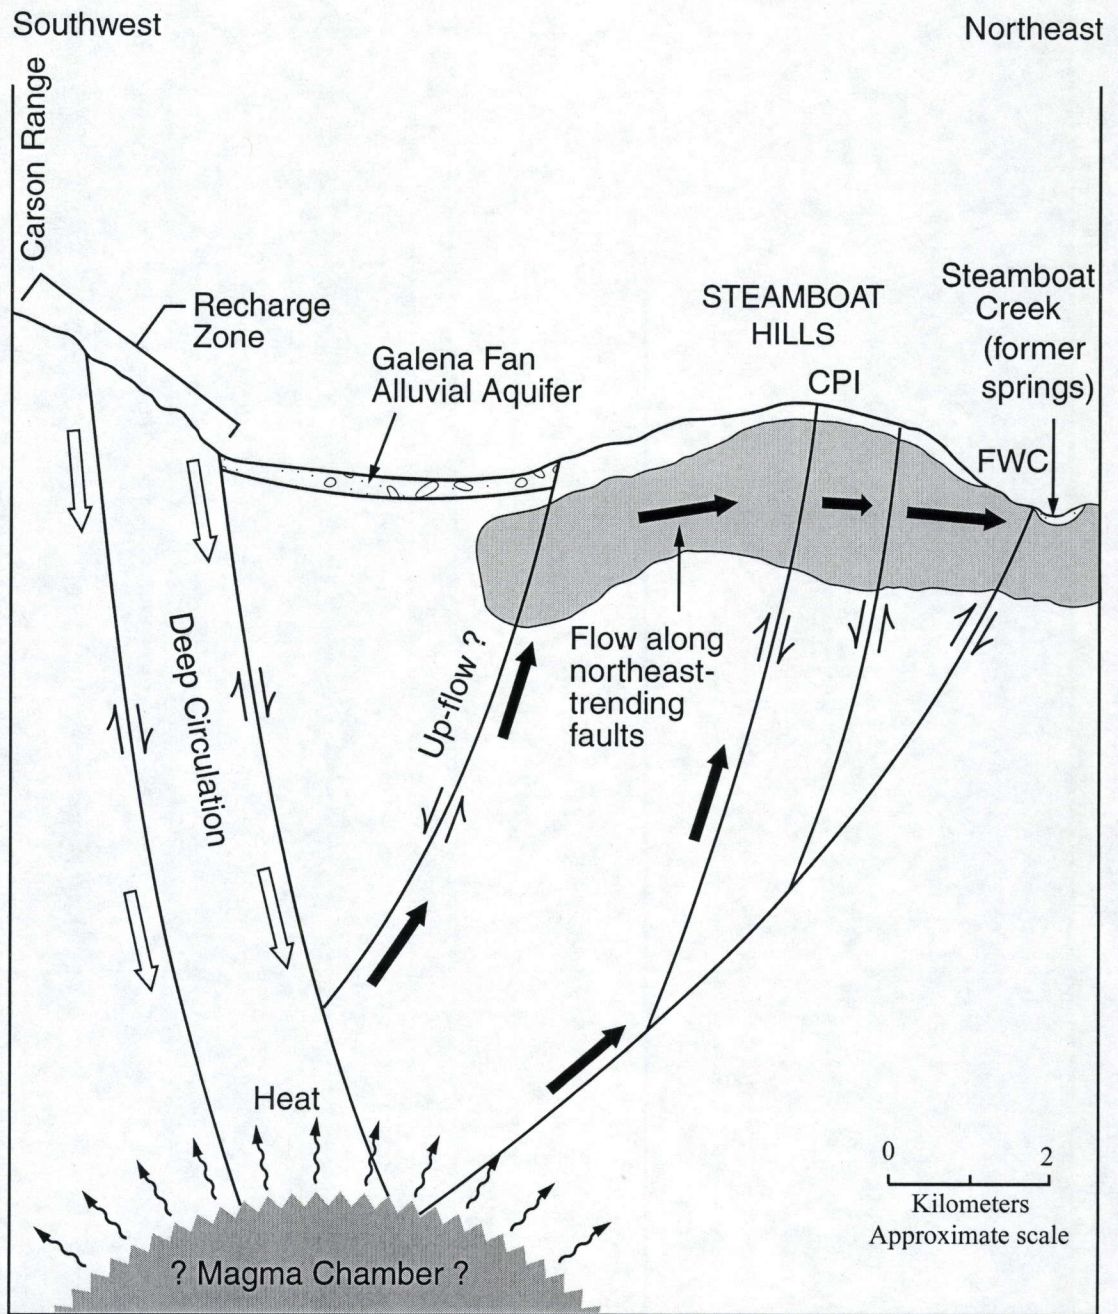 Southwest
Northeast
Carson Range
Recharge
Zone
Galena Fan
Alluvial Aquifer
STEAMBOAT
HILLS
CPI
Steamboat
Creek
(former
springs)
FWC
Deep Circulation
Up-flow ?
Flow along
northeast-
trending
faults
Heat
0 2
Kilometers
Approximate scale
? Magma Chamber ?